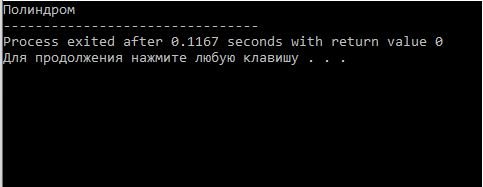 Полиндром
--------------------------------
Process exited after 0.1167 seconds with return value 0
Для продолжения нажмите любую клавишу . . .